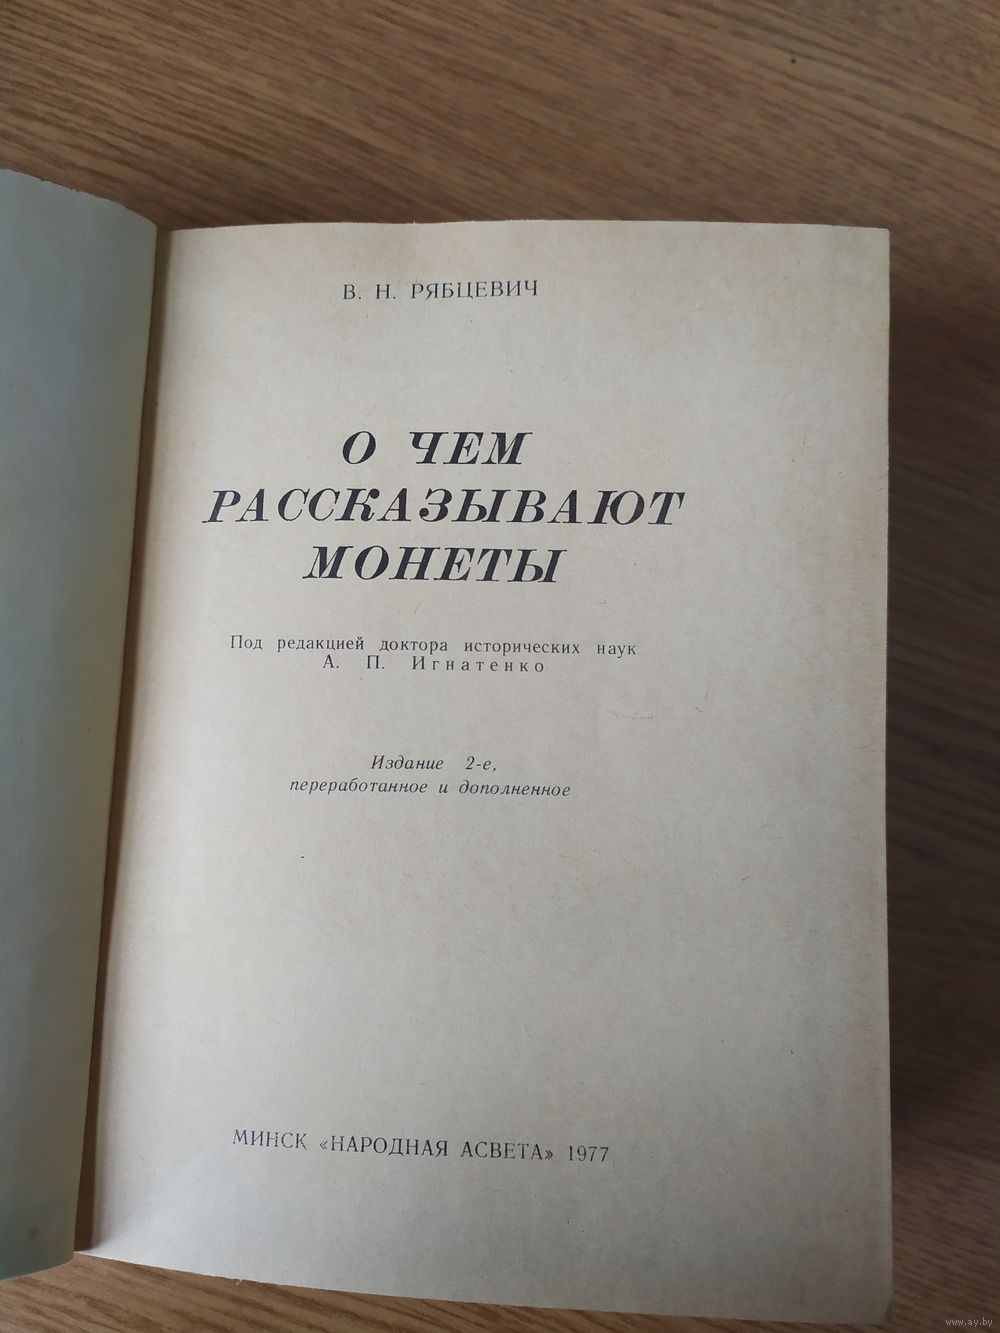 В. Н. РЯБЦЕВИЧ
О ЧЕМ
РАССКАЗЫВАЮТ
МОНЕТЫ
Под редакцией доктора исторических наук
А. П. Игнатенко
Издание 2-е,
переработанное и дополненное
МИНСК «НАРОДНАЯ АСВЕТА» 1977
www.ay.by